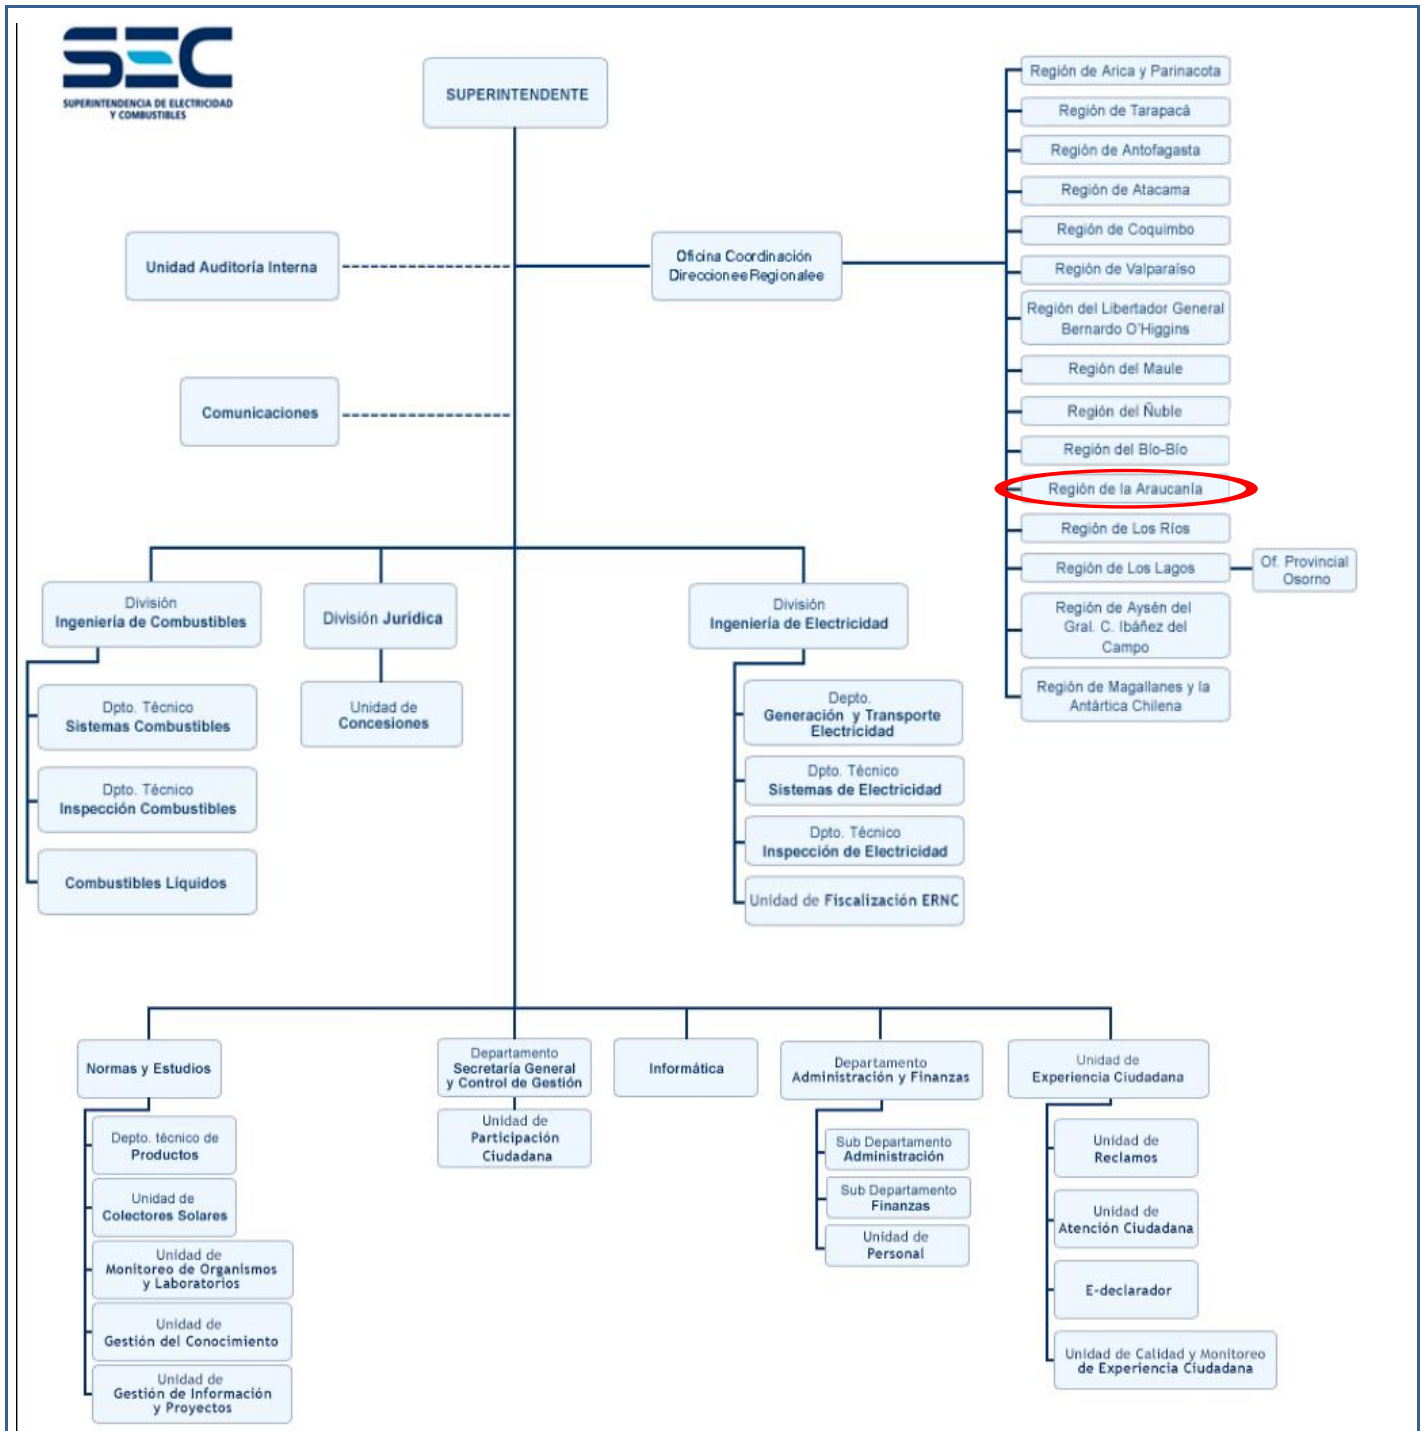 SEC
SUPERINTENDENCIA DE ELECTRICIDAD
Y COMBUSTIBLES
SUPERINTENDENTE
Unidad Auditoría Interna
Oficina Coordinación
Direccionee Regionalee
Comunicaciones
Región de Arica y Parinacota
Región de Tarapacá
Región de Antofagasta
Región de Atacama
Región de Coquimbo
Región de Valparaíso
Región del Libertador General
Bernardo O'Higgins
Región del Maule
Región del Ñuble
Región del Bío-Bío
Región de la Araucanía
Región de Los Ríos
Región de Los Lagos
Of. Provincial
Osorno
Región de Aysén del
Gral. C. Ibáñez del
Campo
Región de Magallanes y la
Antártica Chilena
División
Ingeniería de Combustibles
Dpto. Técnico
Sistemas Combustibles
Dpto. Técnico
Inspección Combustibles
Combustibles Líquidos
División Jurídica
Unidad de
Concesiones
División
Ingeniería de Electricidad
Depto.
Generación y Transporte
Electricidad
Dpto. Técnico
Sistemas de Electricidad
Dpto. Técnico
Inspección de Electricidad
Unidad de Fiscalización ERNC
Normas y Estudios
Depto. técnico de
Productos
Unidad de
Colectores Solares
Unidad de
Monitoreo de Organismos
y Laboratorios
Unidad de
Gestión del Conocimiento
Unidad de
Gestión de Información
y Proyectos
Departamento
Secretaría General
y Control de Gestión
Unidad de
Participación
Ciudadana
Informática
Departamento
Administración y Finanzas
Sub Departamento
Administración
Sub Departamento
Finanzas
Unidad de
Personal
Unidad de
Experiencia Ciudadana
Unidad de
Reclamos
Unidad de
Atención Ciudadana
E-declarador
Unidad de Calidad y Monitoreo
de Experiencia Ciudadana